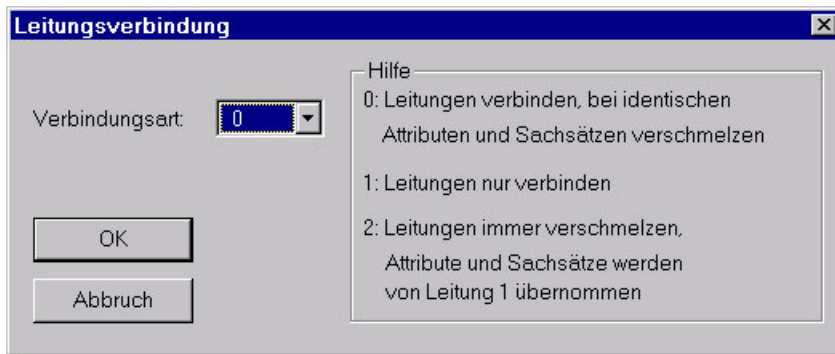 Leitungsverbindung
Verbindungsart:
0
OK
Abbruch
Hilfe
0: Leitungen verbinden, bei identischen
Attributen und Sachsätzen verschmelzen
1: Leitungen nur verbinden
2: Leitungen immer verschmelzen,
Attribute und Sachsätze werden
von Leitung 1 übernommen